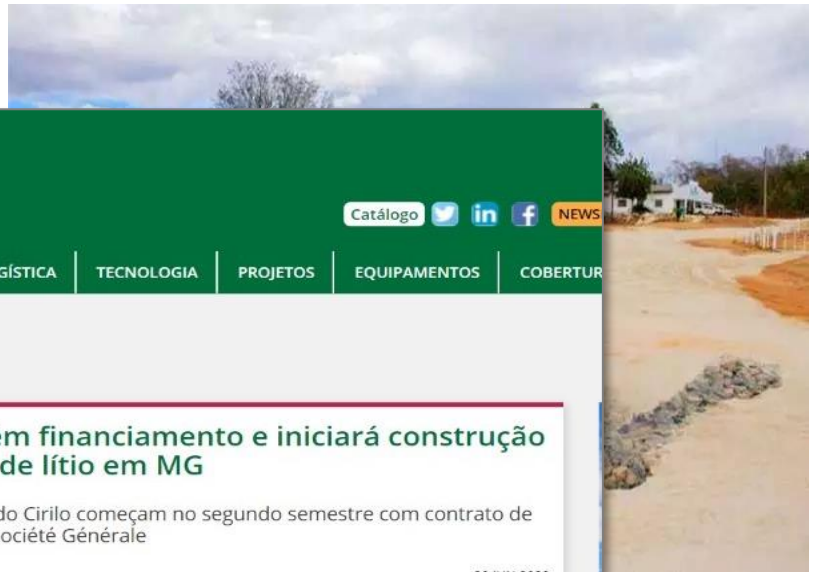 Catálogo
in
f
NEWS
GÍSTICA
TECNOLOGIA
PROJETOS
EQUIPAMENTOS
COBERTUR
em financiamento e iniciará construção
de lítio em MG
do Cirilo começam no segundo semestre com contrato de
ociété Générale